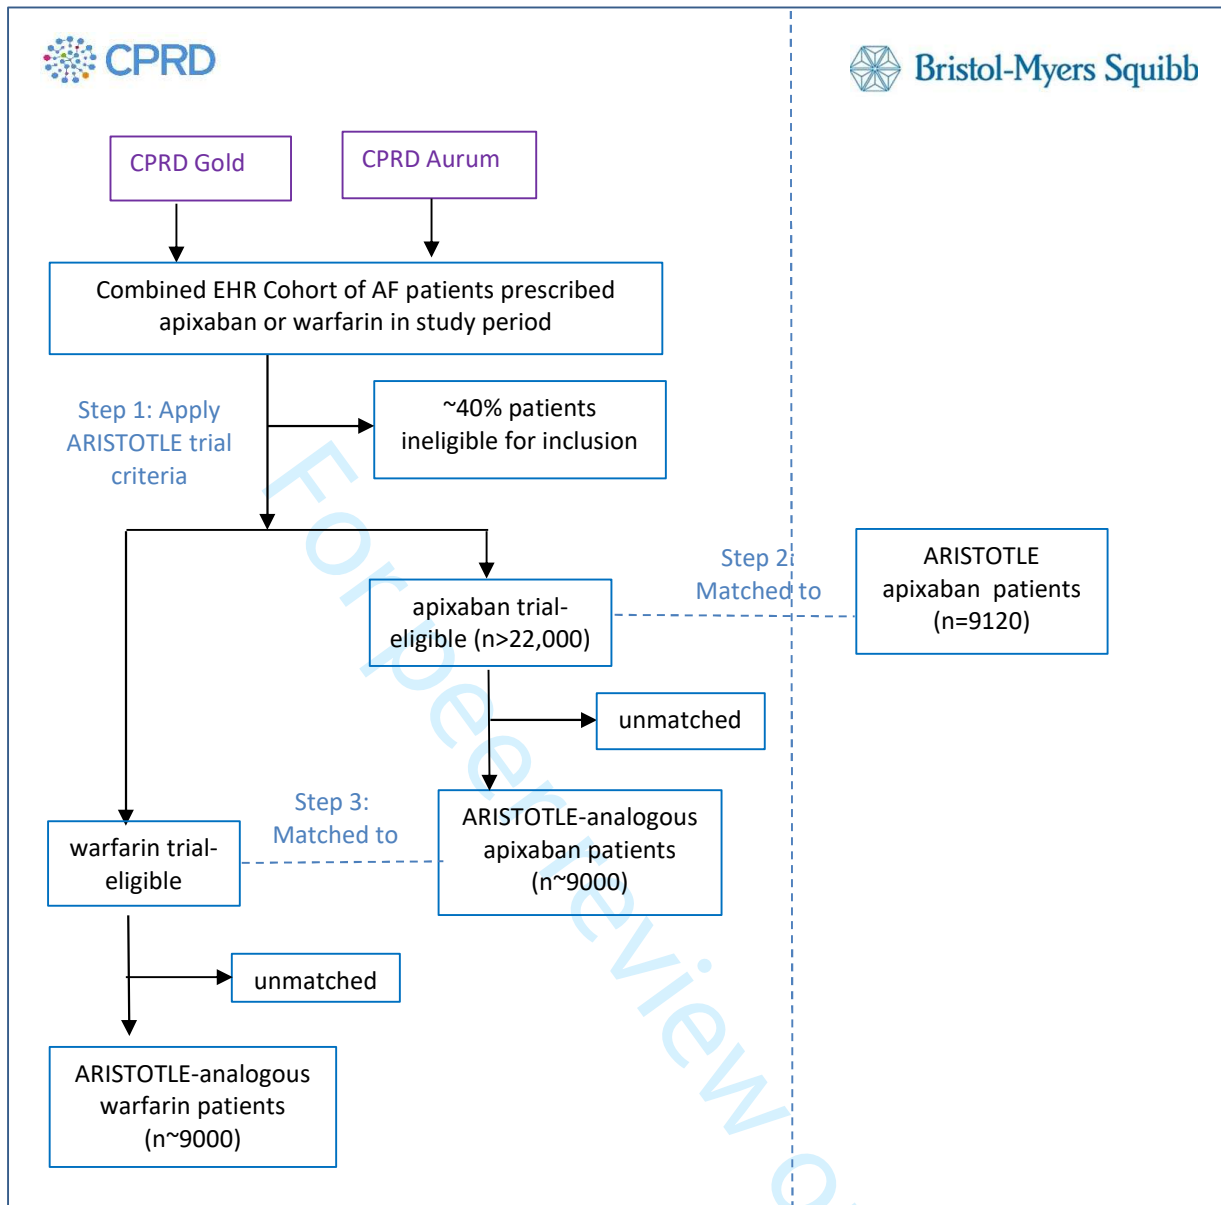 CPRD
Bristol-Myers Squibb
CPRD Gold
CPRD Aurum
Combined EHR Cohort of AF patients prescribed
apixaban or warfarin in study period
Step 1: Apply
ARISTOTLE trial
criteria
~40% patients
ineligible for inclusion
Step 2:
Matched to
ARISTOTLE
apixaban patients
(n=9120)
apixaban trial-
eligible (n>22,000)
unmatched
Step 3:
Matched to
ARISTOTLE-analogous
apixaban patients
(n~9000)
warfarin trial-
eligible
unmatched
ARISTOTLE-analogous
warfarin patients
(n~9000)
For peer review o